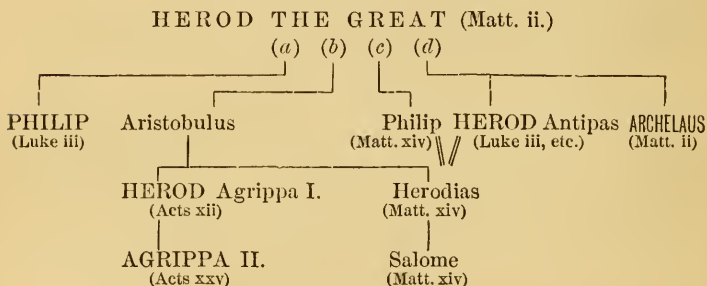 HEROD THE GREAT (Matt. ii.)
(a) (b) (c) (d)
PHILIP Aristobulus Philip HEROD Antipas ARCHELAUS
(Luke iii) (Matt. xiv) (Luke iii, etc.) (Matt. ii)
HEROD Agrippa I. Herodias
(Acts xii) (Matt. xiv)
AGRIPPA II. Salome
(Acts xxv) (Matt. xiv)